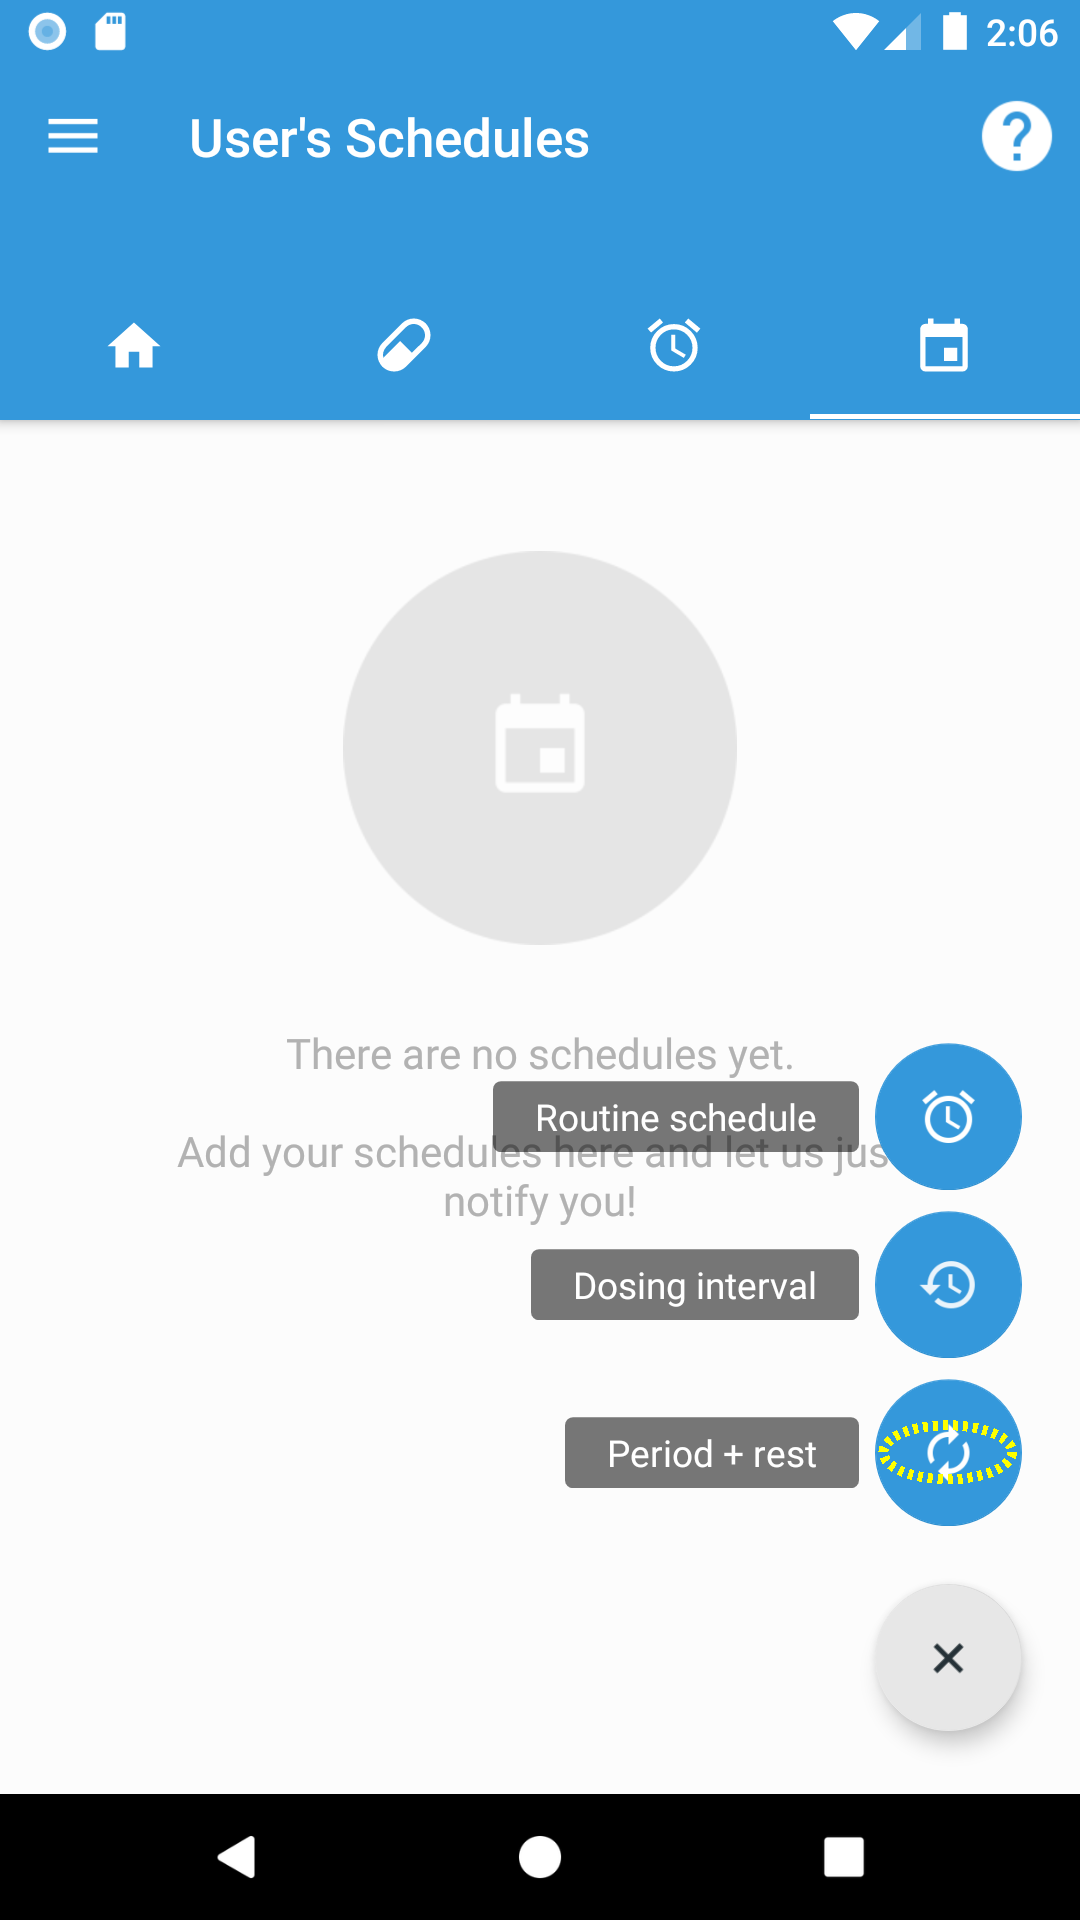 2:06
User's Schedules
There are no schedules yet.
Routine schedule
Add your schedules here and let us jus
notify you!
Dosing interval
Period + rest